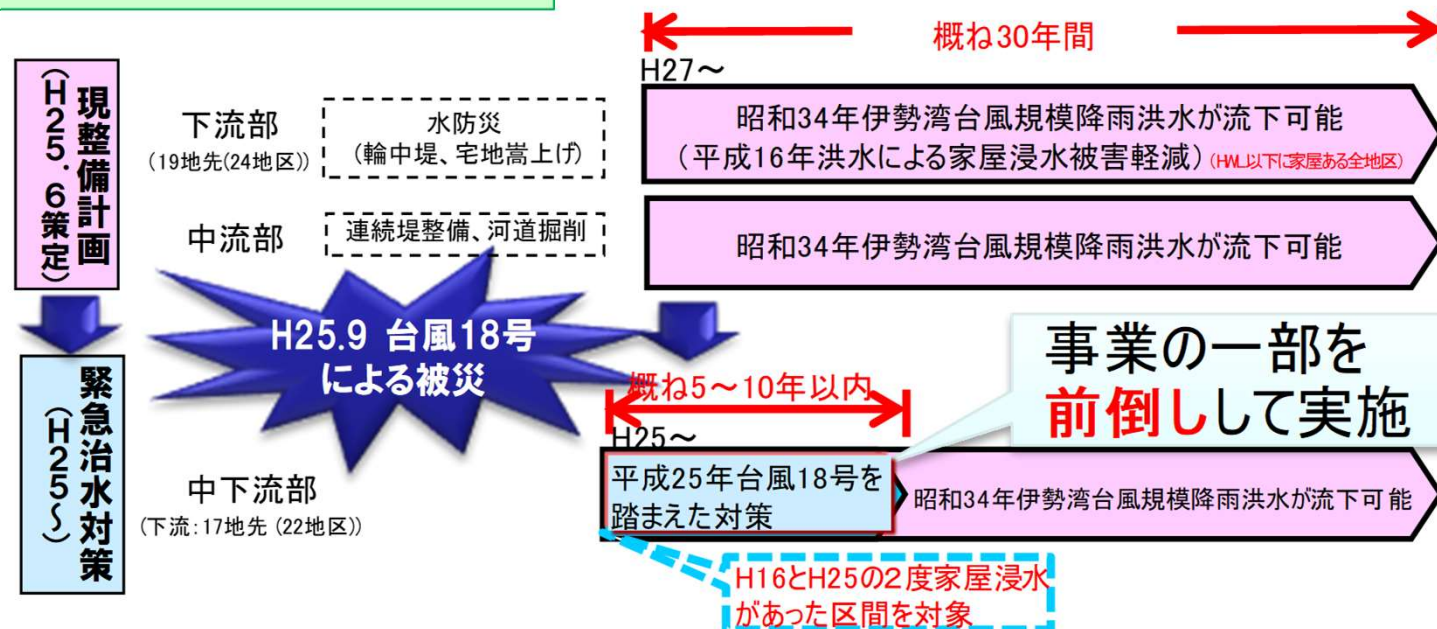 概ね30年間
H27～
現整備計画
(H25.6策定)
下流部
(19地先(24地区))
水防災
(輪中堤、宅地嵩上げ)
昭和34年伊勢湾台風規模降雨洪水が流下可能
(平成16年洪水による家屋浸水被害軽減)(HWL以下に家屋ある全地区)
中流部
連続堤整備、河道掘削
昭和34年伊勢湾台風規模降雨洪水が流下可能
H25.9 台風18号
による被災
事業の一部を
前倒しして実施
概ね5～10年以内
H25～
緊急治水対策
(H25～)
中下流部
(下流:17地先 (22地区))
平成25年台風18号を
踏まえた対策
昭和34年伊勢湾台風規模降雨洪水が流下可能
H16とH25の2度家屋浸水
があった区間を対象